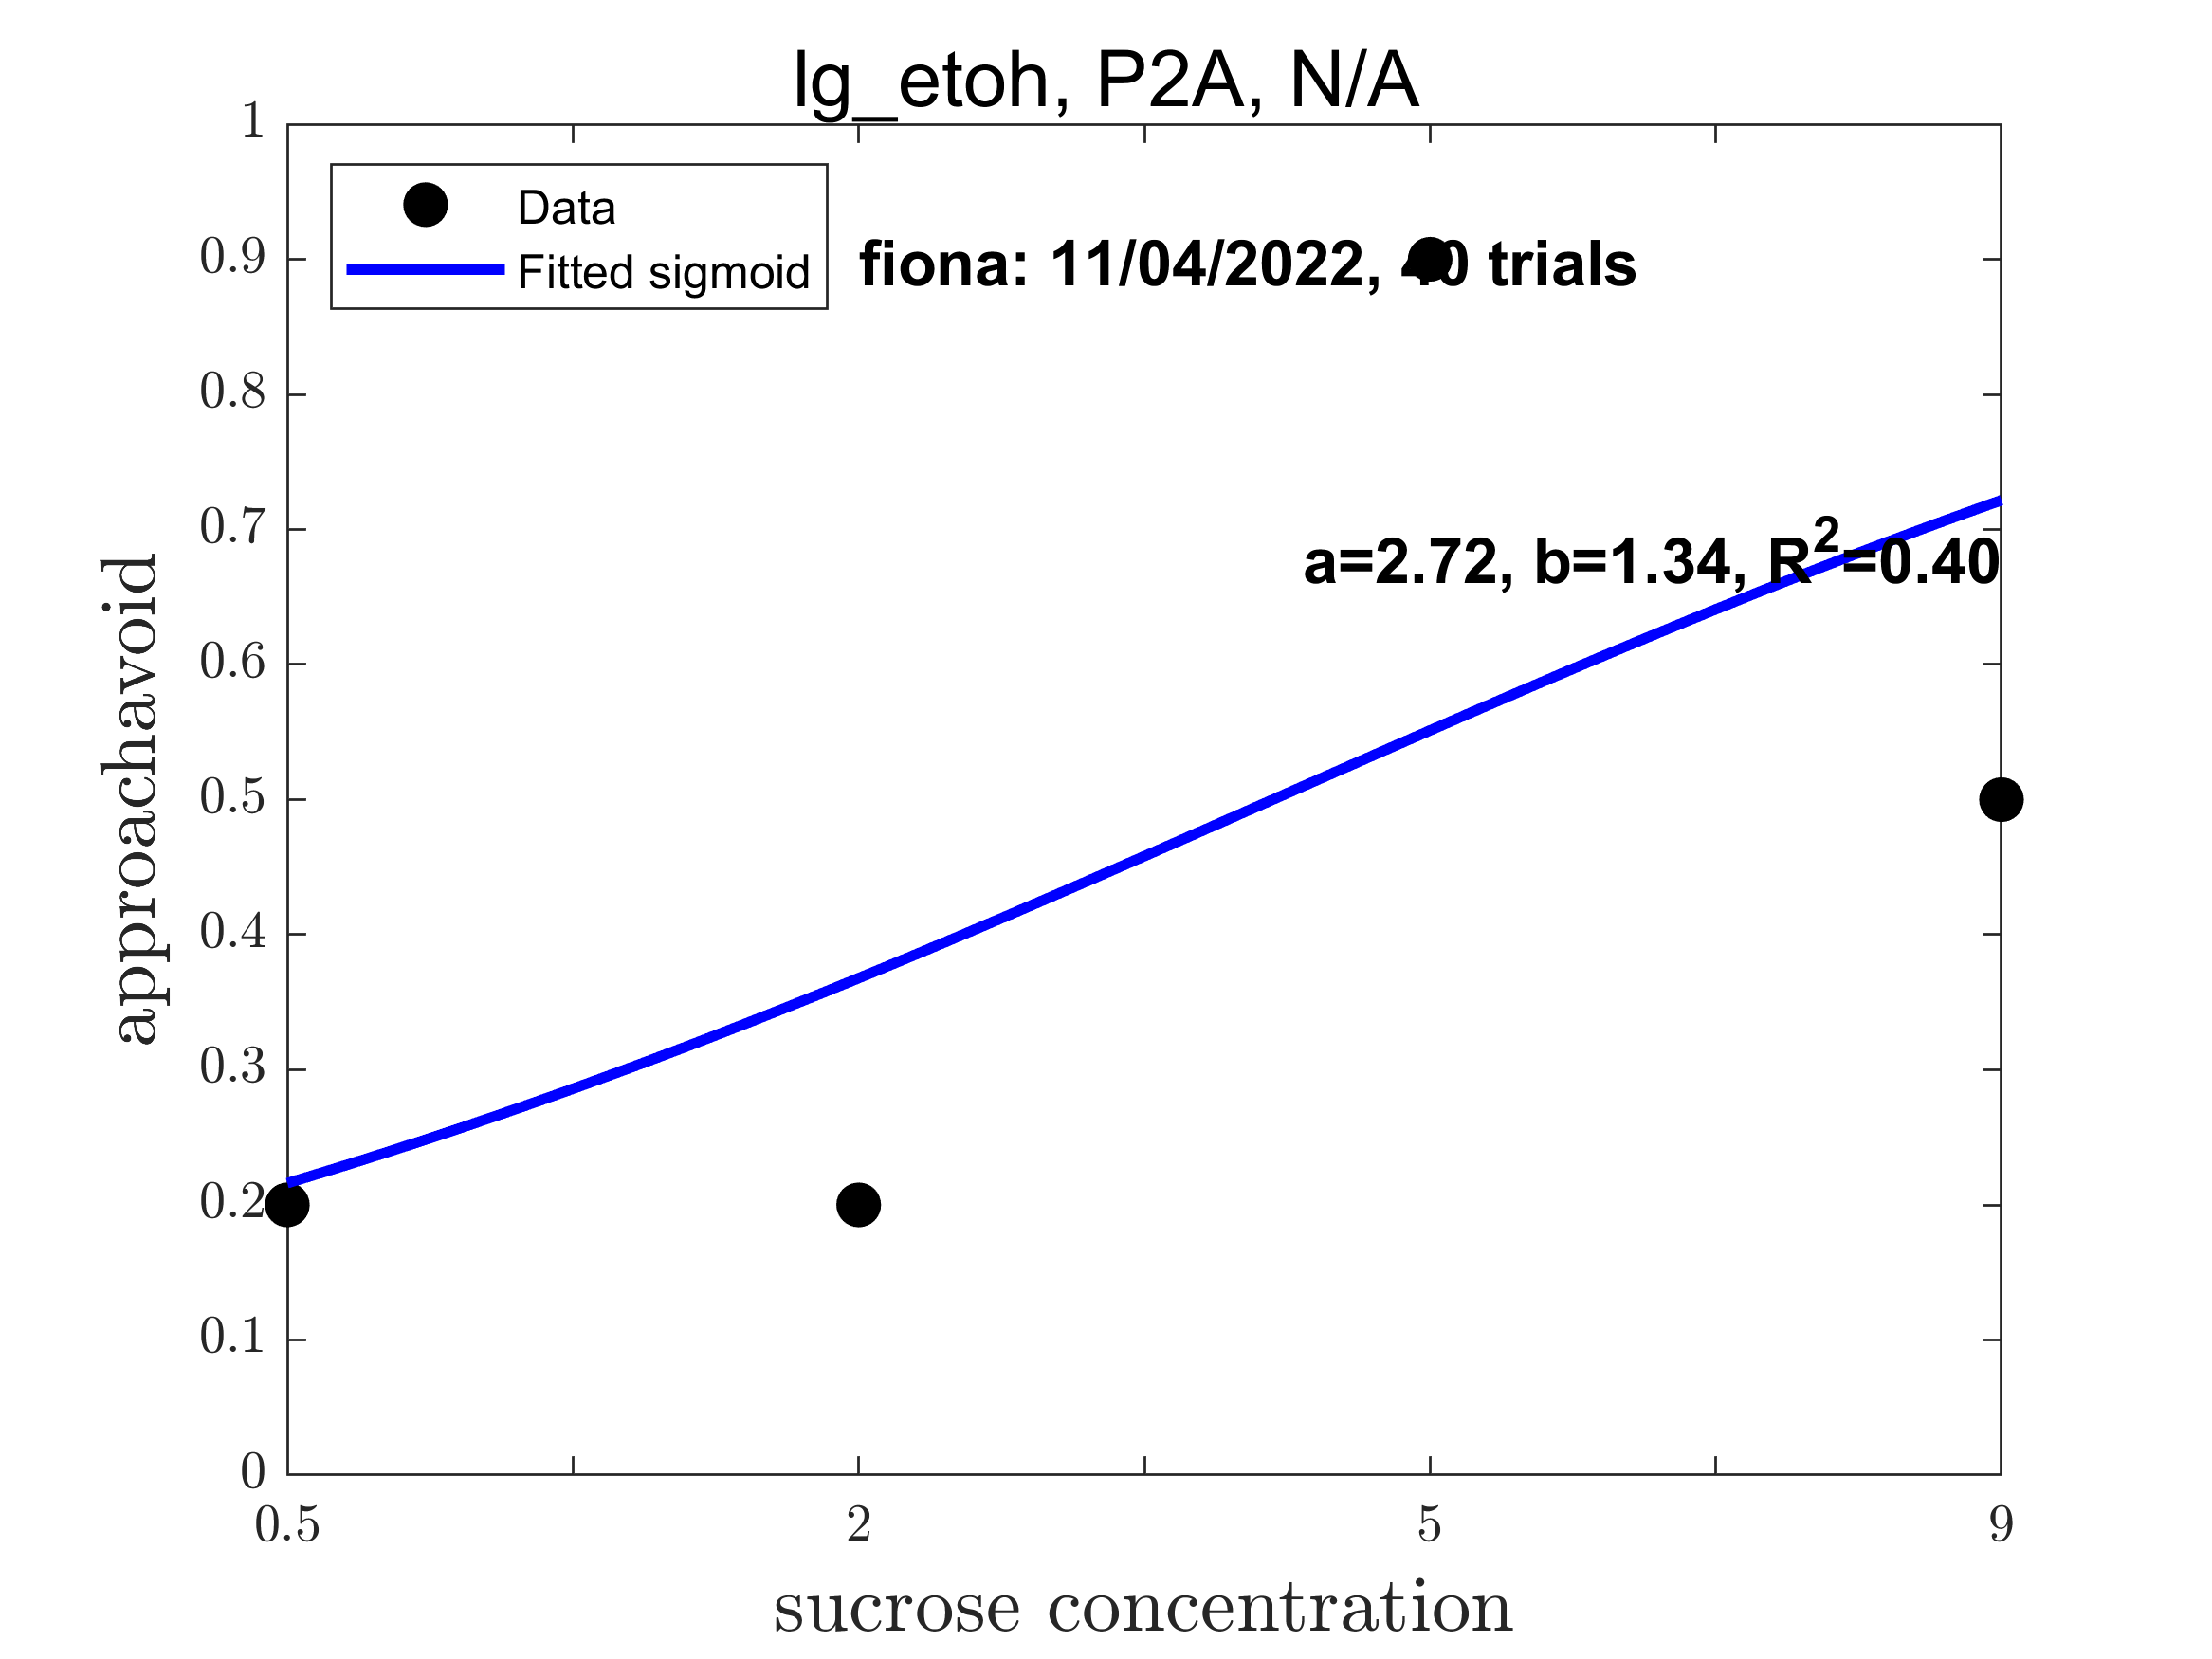 lg_etoh, P2A, N/A
1
Data
Fitted sigmoid
fiona: 11/04/2022, 40 trials
0.9
0.8
0.7
a=2.72, b=1.34, R²=0.40
0.6
0.5
0.4
0.3
0.2
0.1
0
approachavoid
0.5 2 5 9
sucrose concentration